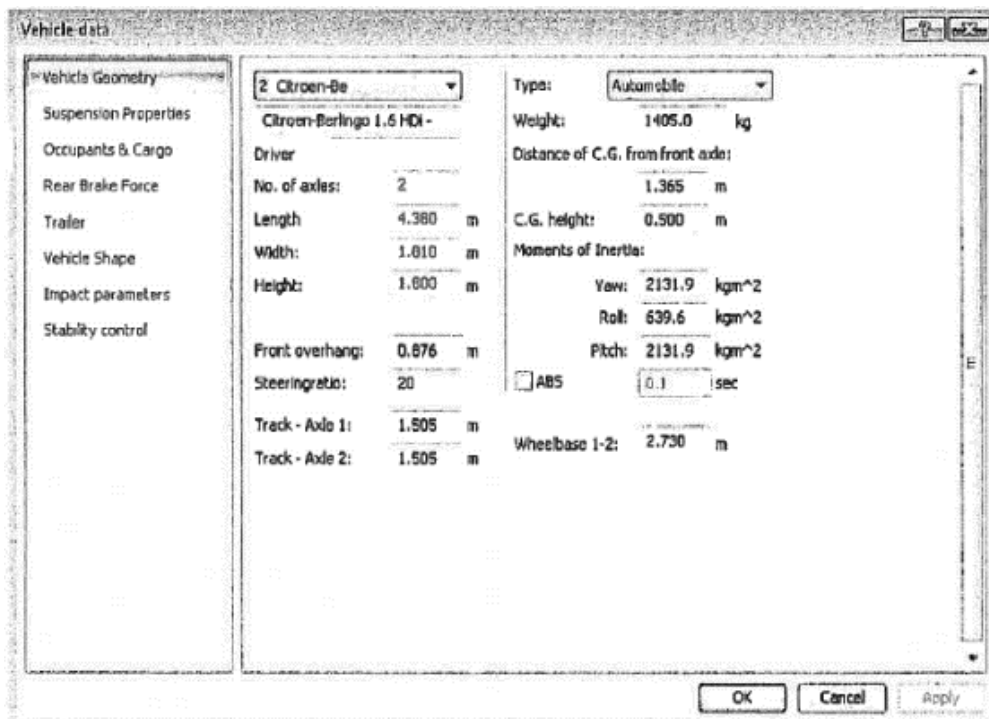 Vehicle data
Vehicle Geometry
Suspension Properties
Occupants & Cargo
Rear Brake Force
Trailer
Vehicle Shape
Impact parameters
Stability control
2 Citroen-Be
Citroen-Berlingo 1.6 HDi -
Driver
No. of axles: 2
Length 4.380 m
Width: 1.810 m
Height: 1.800 m
Front overhang: 0.876 m
Steeringratio: 20
Track - Axle 1: 1.505 m
Track - Axle 2: 1.505 m
Type: Automobile
Weight: 1405.0 kg
Distance of C.G. from front axle:
1.365 m
C.G. height: 0.500 m
Moments of Inertia:
Yaw: 2131.9 kgm^2
Roll: 639.6 kgm^2
Pitch: 2131.9 kgm^2
ABS 0.1 sec
Wheelbase 1-2: 2.730 m
OK Cancel Apply